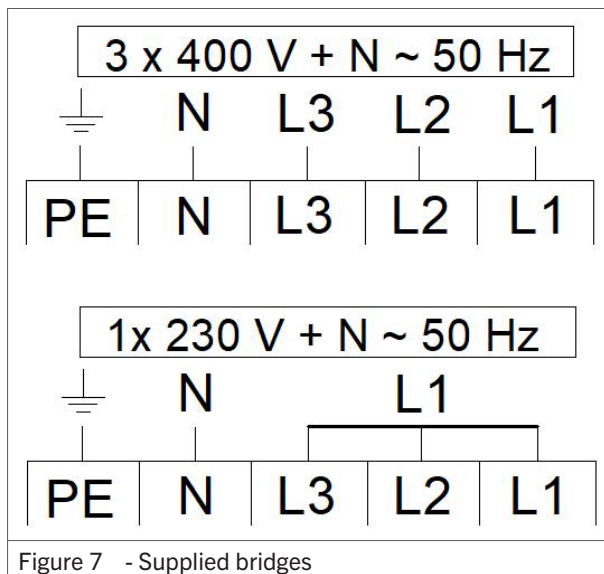 3 x 400 V + N ~ 50 Hz
N L3 L2 L1
PE N L3 L2 L1
1x 230 V + N ~ 50 Hz
N L1
PE N L3 L2 L1
Figure 7 - Supplied bridges